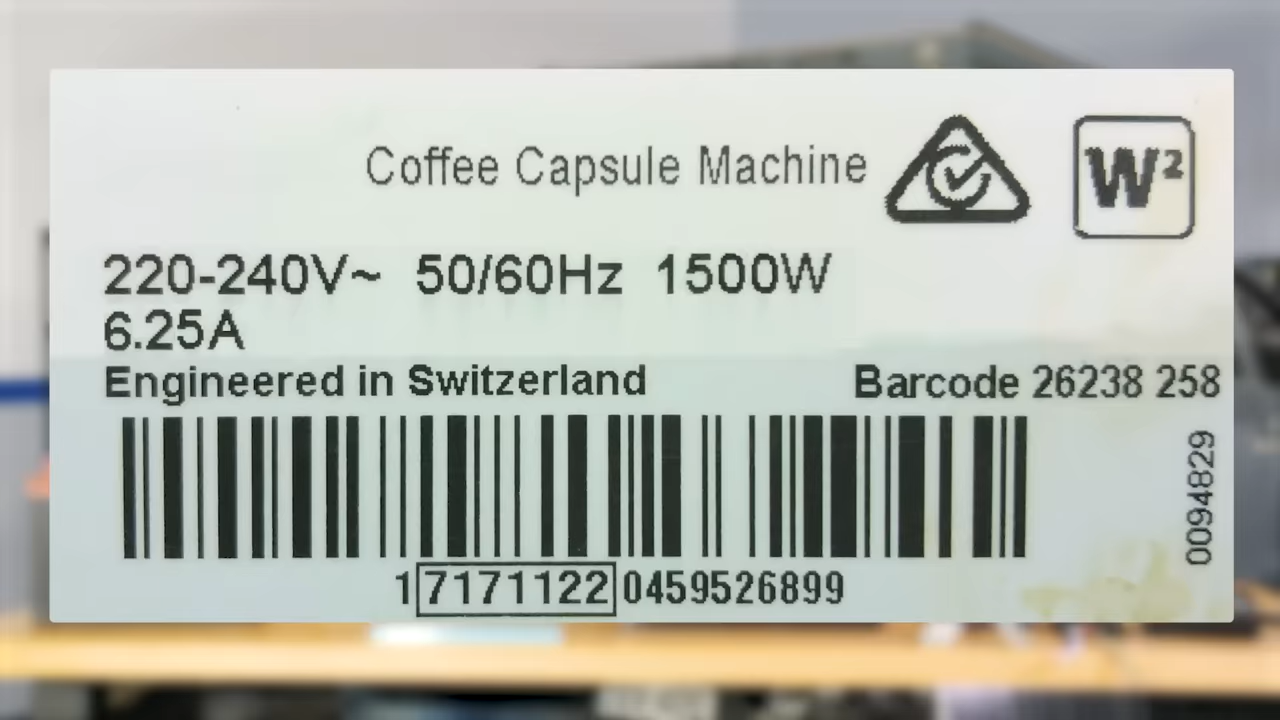 Coffee Capsule Machine
W²
220-240V~ 50/60Hz 1500W
6.25A
Engineered in Switzerland
Barcode 26238 258
0094829
1 7171122 0459526899